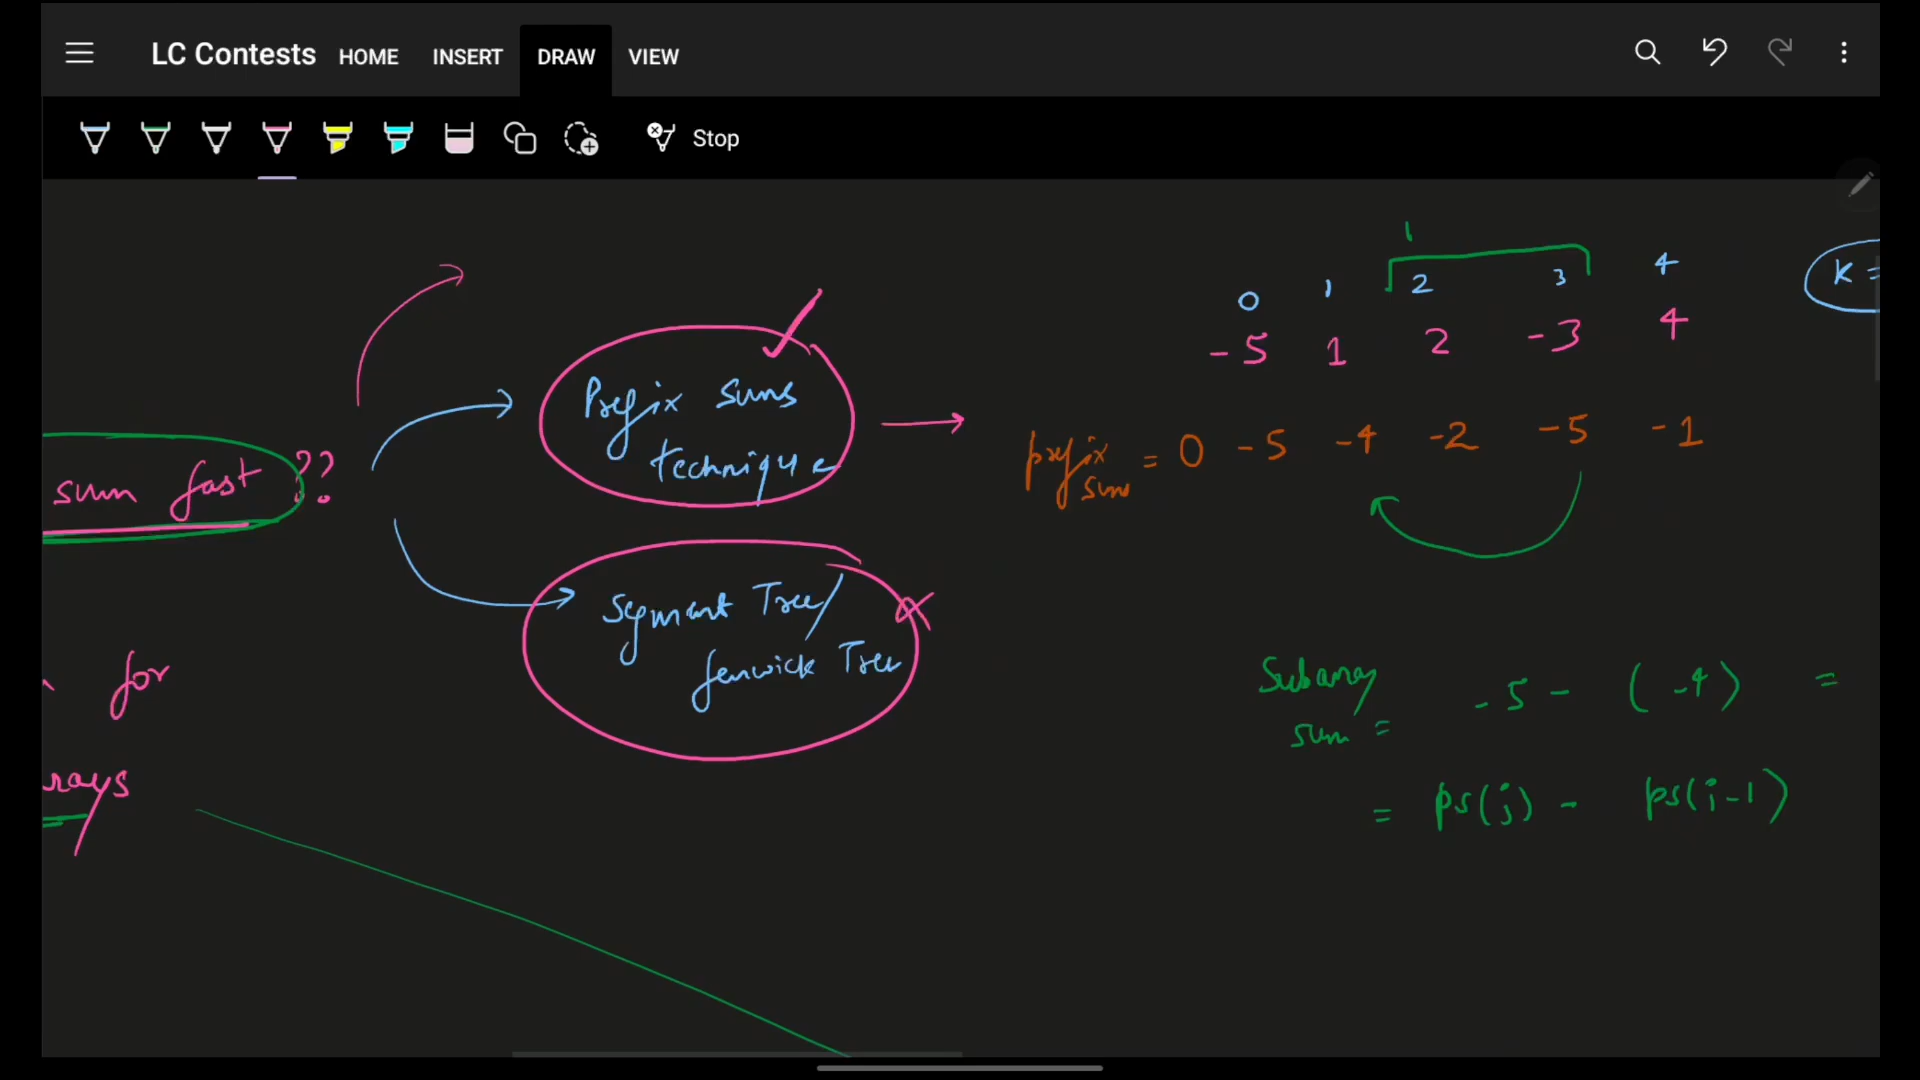 LC Contests HOME INSERT DRAW VIEW
Stop
sum fast ??
for
rays
Prefix sums
technique
Segment Tree/
fenwick Tree
1
0 1 2 3 4
-5 1 2 -3 4
K =
prefix
sum = 0 -5 -4 -2 -5 -1
Subarray
sum = -5 - (-4) =
= ps(j) - ps(i-1)